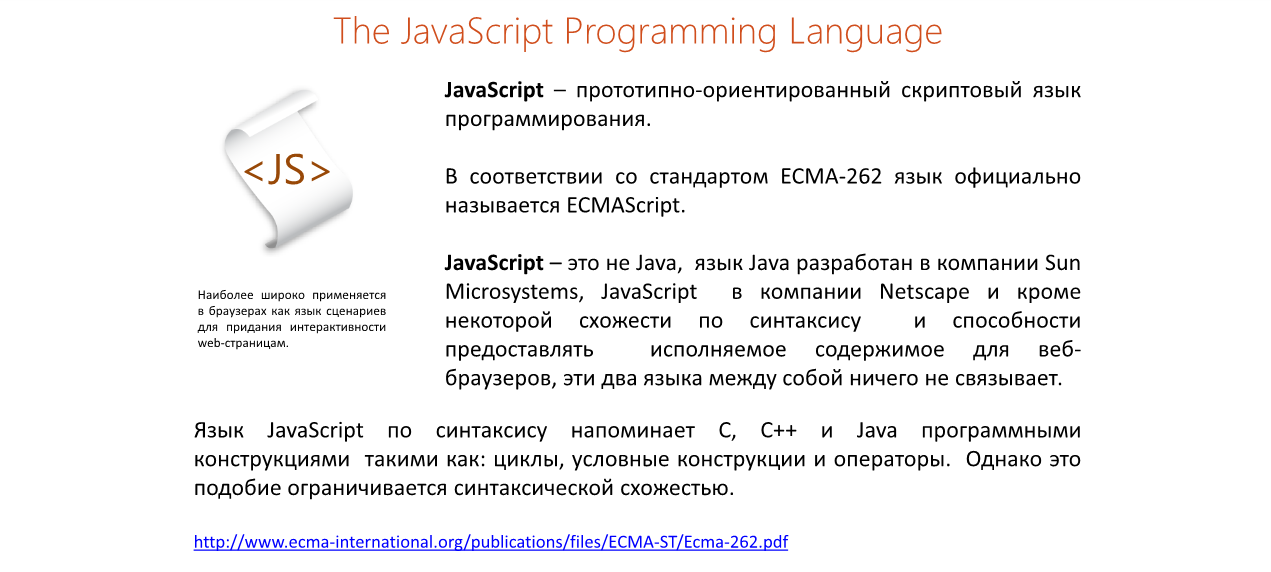 The JavaScript Programming Language
<JS>
Наиболее широко применяется
в браузерах как язык сценариев
для придания интерактивности
web-страницам.
JavaScript – прототипно-ориентированный скриптовый язык
программирования.
В соответствии со стандартом ECMA-262 язык официально
называется ECMAScript.
JavaScript – это не Java, язык Java разработан в компании Sun
Microsystems, JavaScript в компании Netscape и кроме
некоторой схожести по синтаксису и способности
предоставлять исполняемое содержимое для веб-
браузеров, эти два языка между собой ничего не связывает.
Язык JavaScript по синтаксису напоминает C, C++ и Java программными
конструкциями такими как: циклы, условные конструкции и операторы. Однако это
подобие ограничивается синтаксической схожестью.
http://www.ecma-international.org/publications/files/ECMA-ST/Ecma-262.pdf